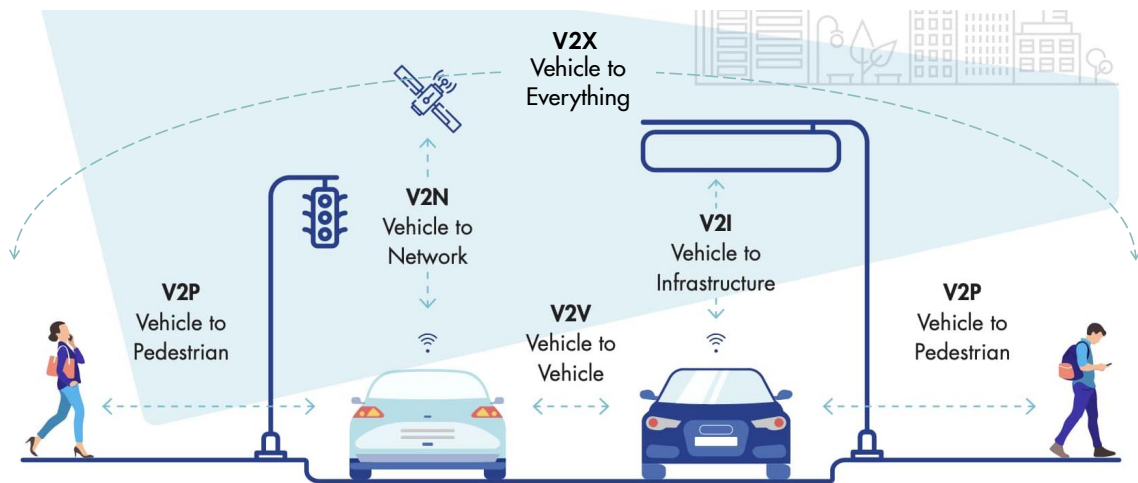 V2X
Vehicle to
Everything
V2N
Vehicle to
Network
V2I
Vehicle to
Infrastructure
V2P
Vehicle to
Pedestrian
V2V
Vehicle to
Vehicle
V2P
Vehicle to
Pedestrian